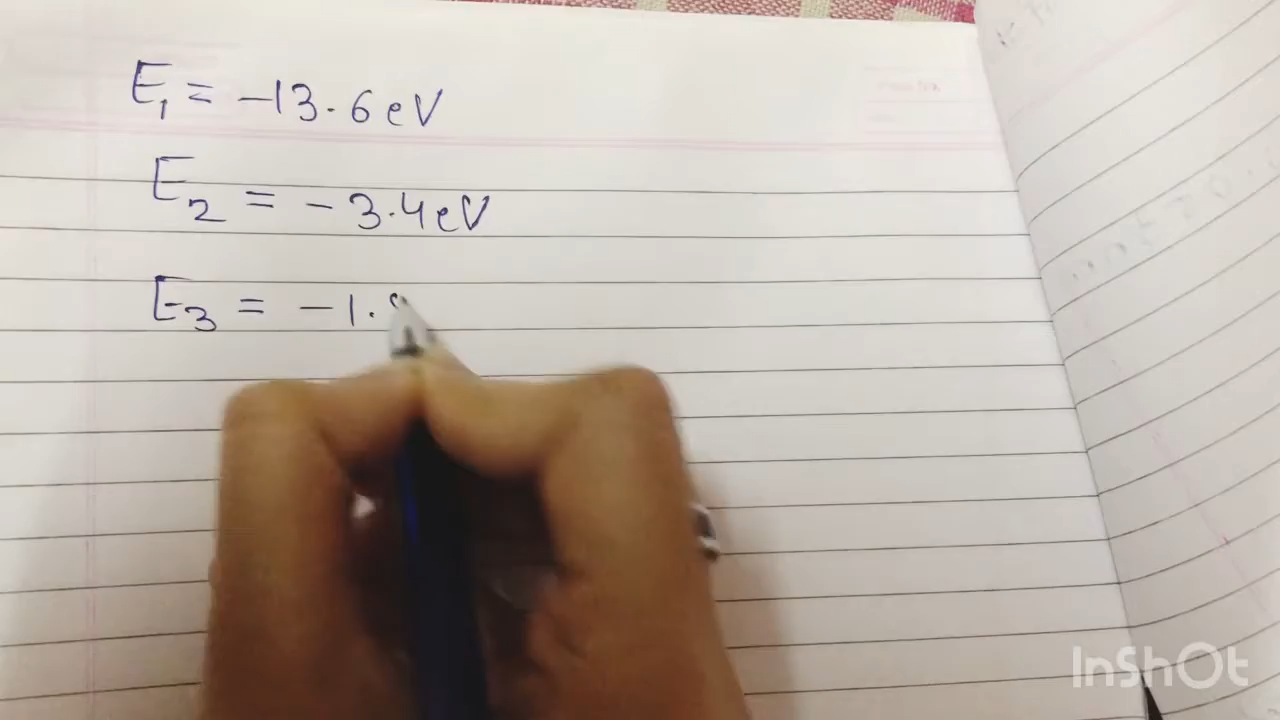 E₁ = -13.6 eV
E₂ = -3.4 eV
E₃ = -1.
InShOt